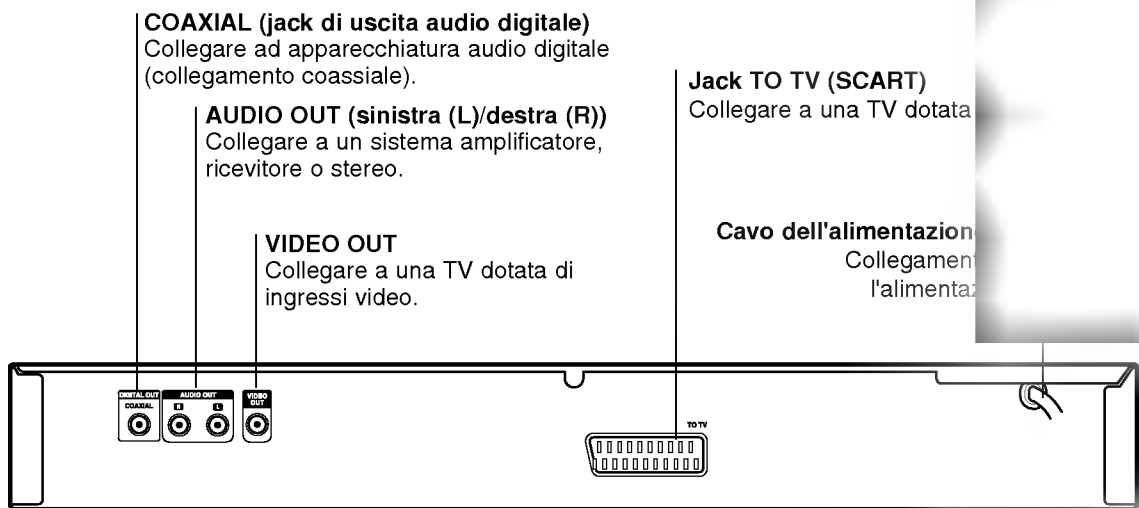 COAXIAL (jack di uscita audio digitale)
Collegare ad apparecchiatura audio digitale
(collegamento coassiale).
AUDIO OUT (sinistra (L)/destra (R))
Collegare a un sistema amplificatore,
ricevitore o stereo.
VIDEO OUT
Collegare a una TV dotata di
ingressi video.
Jack TO TV (SCART)
Collegare a una TV dotata
Cavo
DIGITAL OUT
COAXIAL
AUDIO OUT
R
L
VIDEO
OUT
TO TV